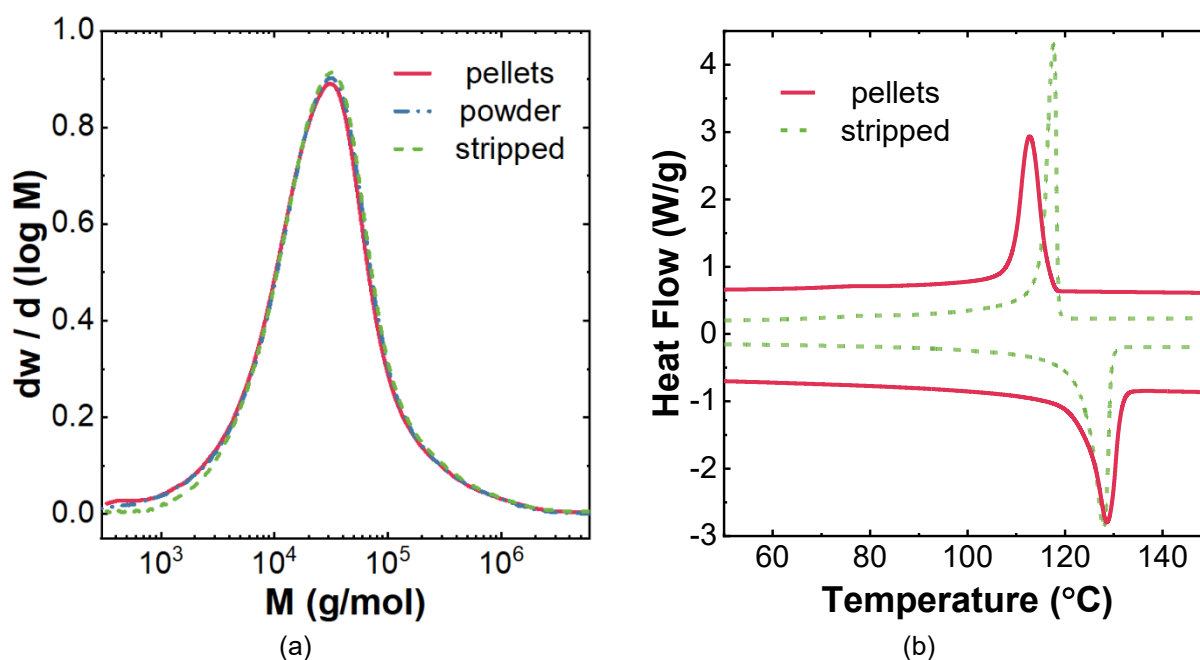 1.0
0.8
0.6
0.4
0.2
0.0
dw / d (log M)
pellets
powder
stripped
10³
10⁴
10⁵
10⁶
M (g/mol)
(a)
4
3
2
1
0
-1
-2
-3
Heat Flow (W/g)
pellets
stripped
60
80
100
120
140
Temperature (°C)
(b)